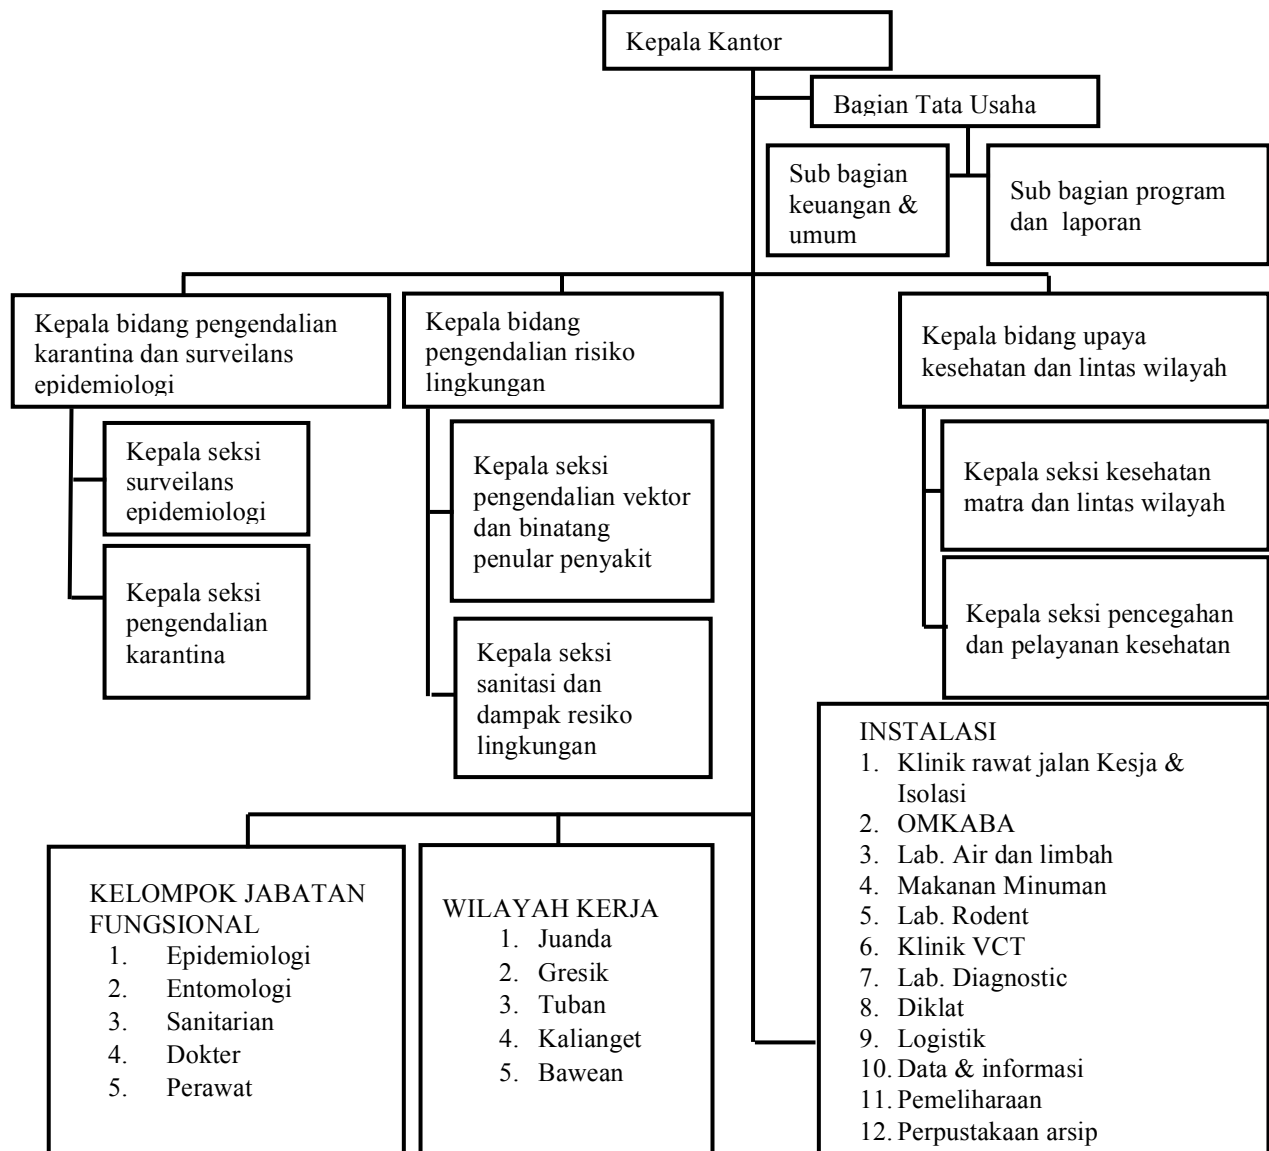 Kepala Kantor
Bagian Tata Usaha
Sub bagian
keuangan &
umum
Sub bagian program
dan laporan
Kepala bidang pengendalian
karantina dan surveilans
epidemiologi
Kepala bidang
pengendalian risiko
lingkungan
Kepala bidang upaya
kesehatan dan lintas wilayah
Kepala seksi
surveilans
epidemiologi
Kepala seksi
pengendalian
karantina
Kepala seksi
pengendalian vektor
dan binatang
penular penyakit
Kepala seksi
sanitasi dan
dampak resiko
lingkungan
Kepala seksi kesehatan
matra dan lintas wilayah
Kepala seksi pencegahan
dan pelayanan kesehatan
KELOMPOK JABATAN
FUNGSIONAL
1. Epidemiologi
2. Entomologi
3. Sanitarian
4. Dokter
5. Perawat
WILAYAH KERJA
1. Juanda
2. Gresik
3. Tuban
4. Kalianget
5. Bawean
INSTALASI
1. Klinik rawat jalan Kesja &
Isolasi
2. OMKABA
3. Lab. Air dan limbah
4. Makanan Minuman
5. Lab. Rodent
6. Klinik VCT
7. Lab. Diagnostic
8. Diklat
9. Logistik
10. Data & informasi
11. Pemeliharaan
12. Perpustakaan arsip